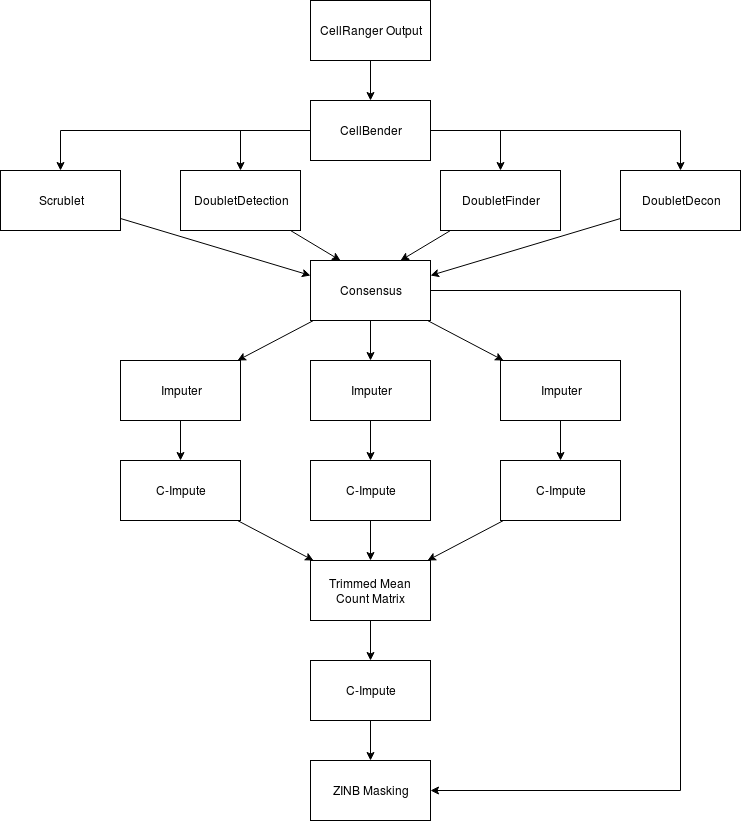 CellRanger Output
CellBender
Scrublet
DoubletDetection
DoubletFinder
DoubletDecon
Consensus
Imputer
Imputer
Imputer
C-Impute
C-Impute
C-Impute
Trimmed Mean
Count Matrix
C-Impute
ZINB Masking